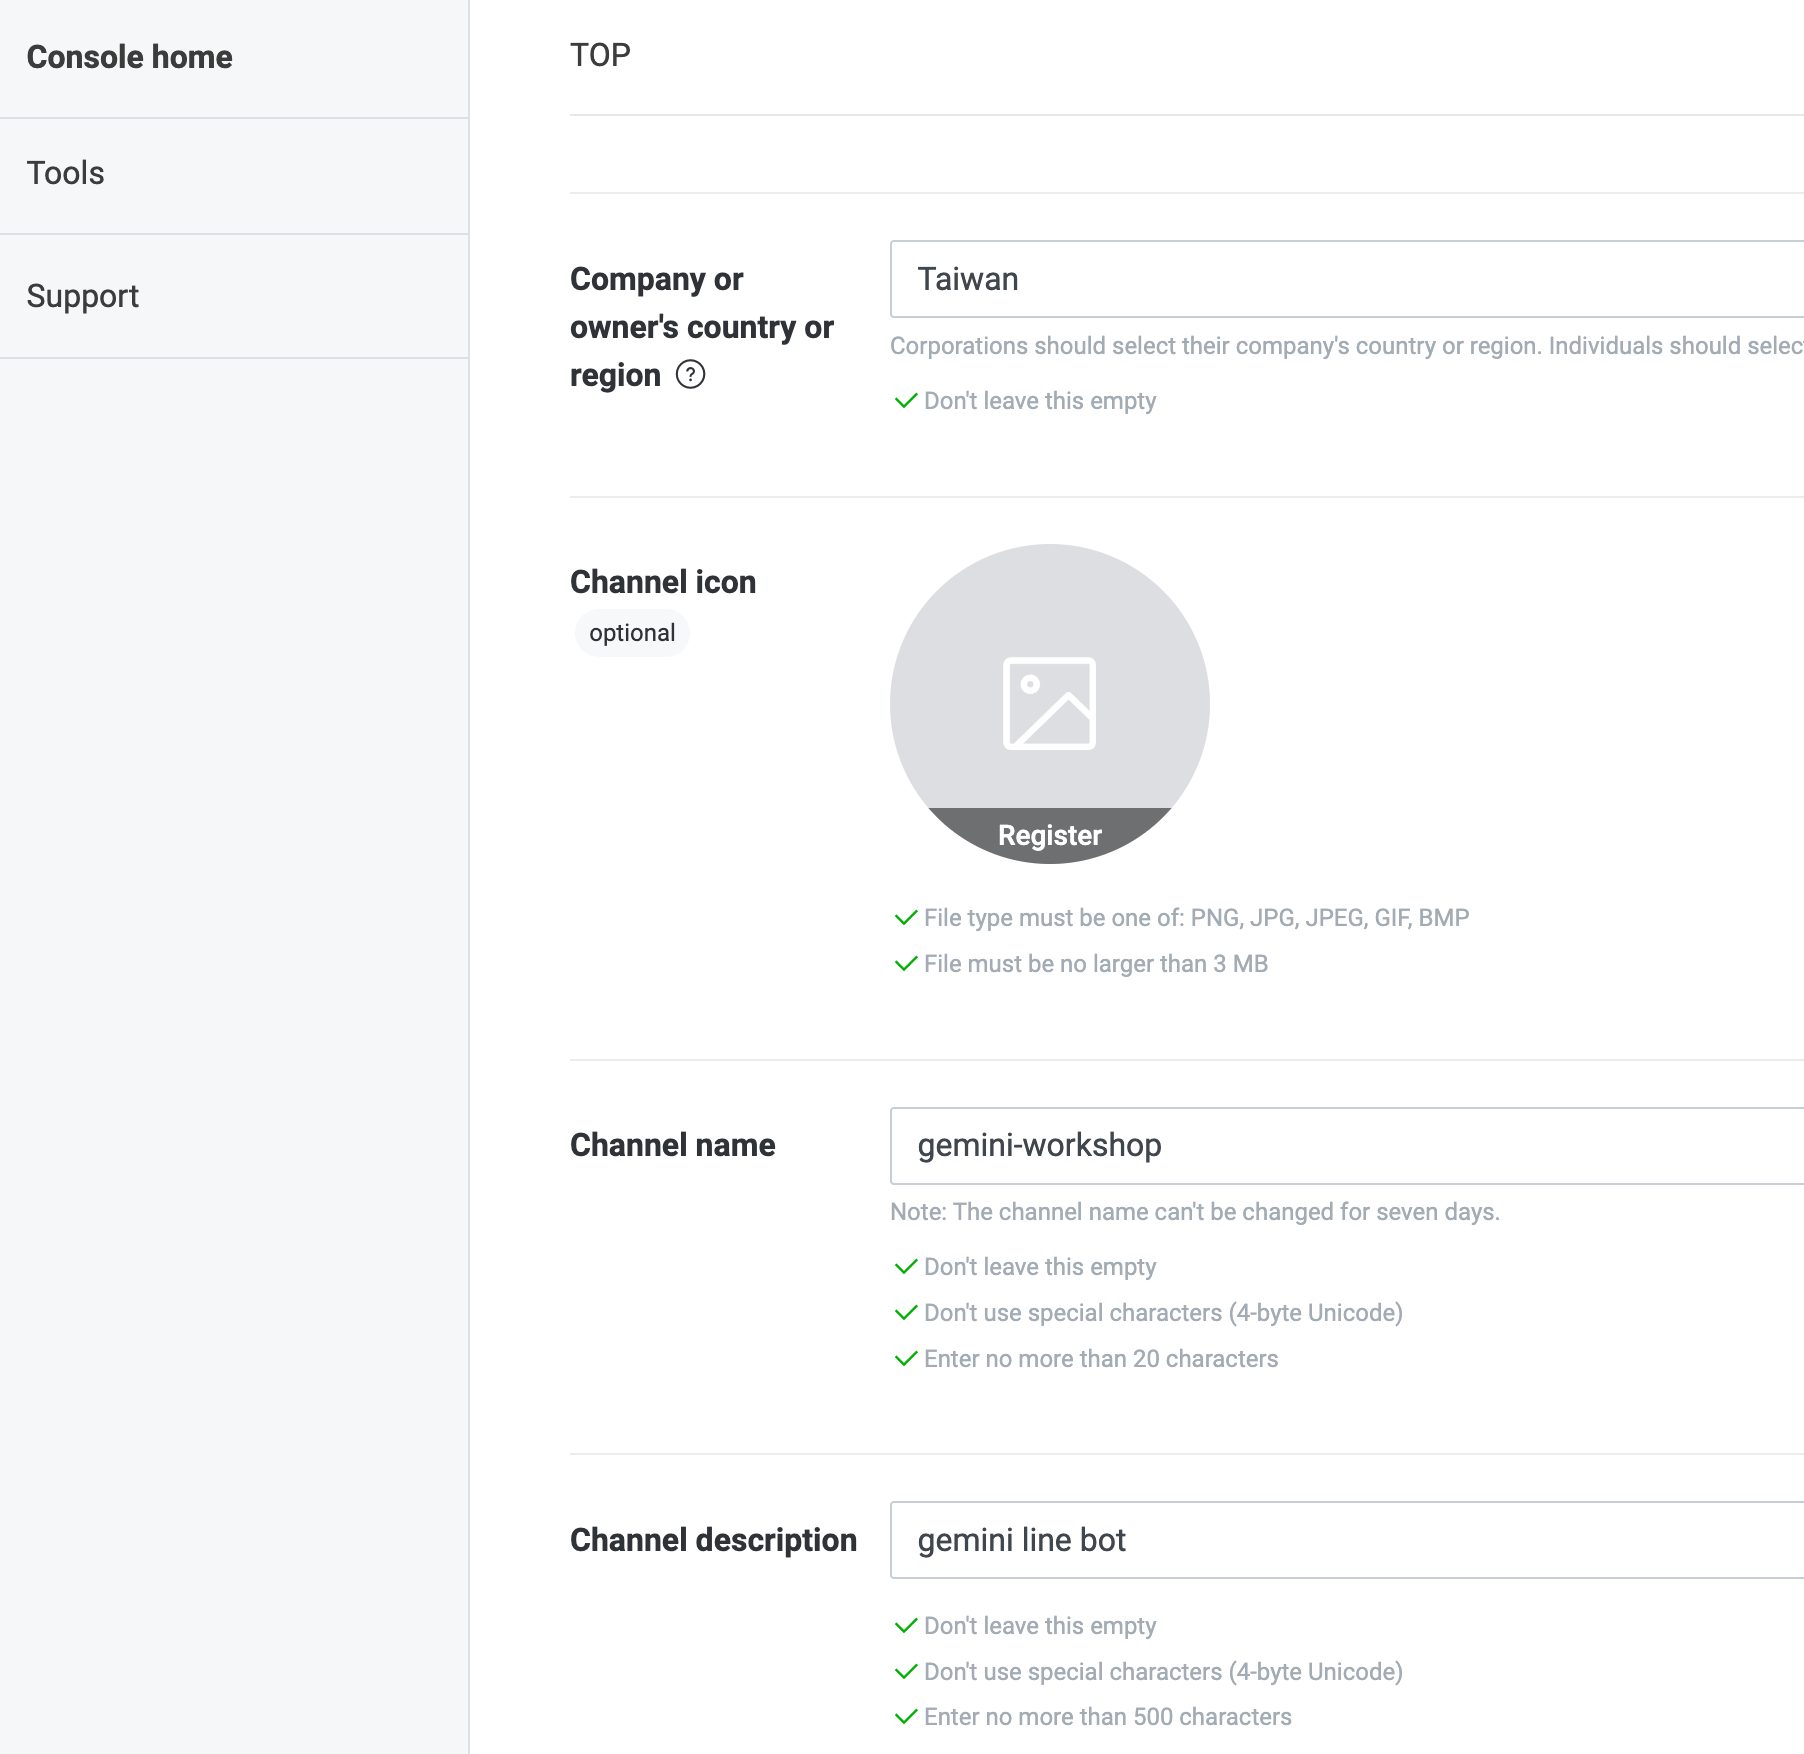 Console home
Tools
Support
TOP
Company or
owner's country or
region ?
Taiwan
Corporations should select their company's country or region. Individuals should
✓ Don't leave this empty
Channel icon
optional
Register
✓ File type must be one of: PNG, JPG, JPEG, GIF, BMP
✓ File must be no larger than 3 MB
Channel name
gemini-workshop
Note: The channel name can't be changed for seven days.
✓ Don't leave this empty
✓ Don't use special characters (4-byte Unicode)
✓ Enter no more than 20 characters
Channel description
gemini line bot
✓ Don't leave this empty
✓ Don't use special characters (4-byte Unicode)
✓ Enter no more than 500 characters